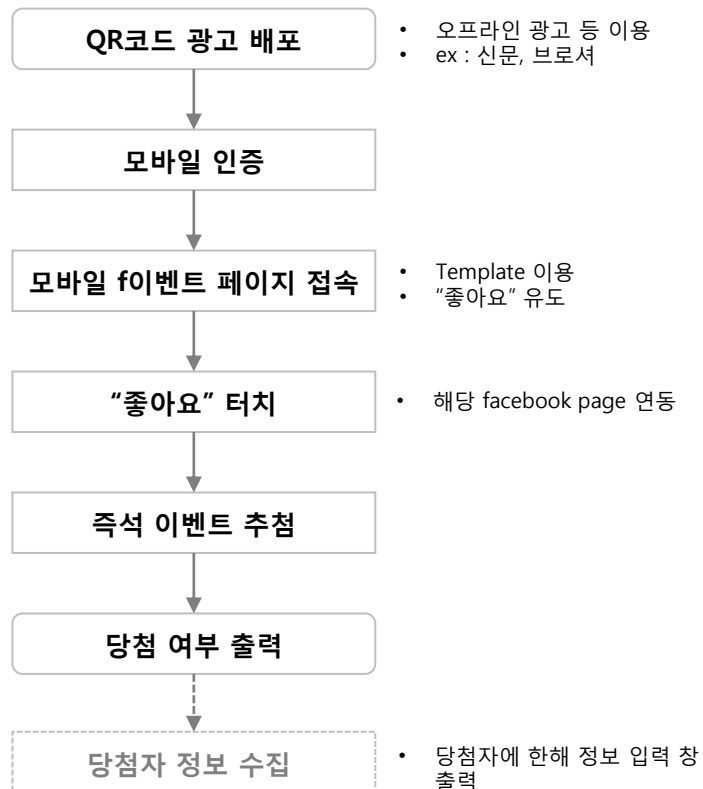 QR코드 광고 배포
• 오프라인 광고 등 이용
• ex : 신문, 브로셔
모바일 인증
모바일 f이벤트 페이지 접속
• Template 이용
• “좋아요” 유도
“좋아요” 터치
• 해당 facebook page 연동
즉석 이벤트 추첨
당첨 여부 출력
당첨자 정보 수집
• 당첨자에 한해 정보 입력 창
출력